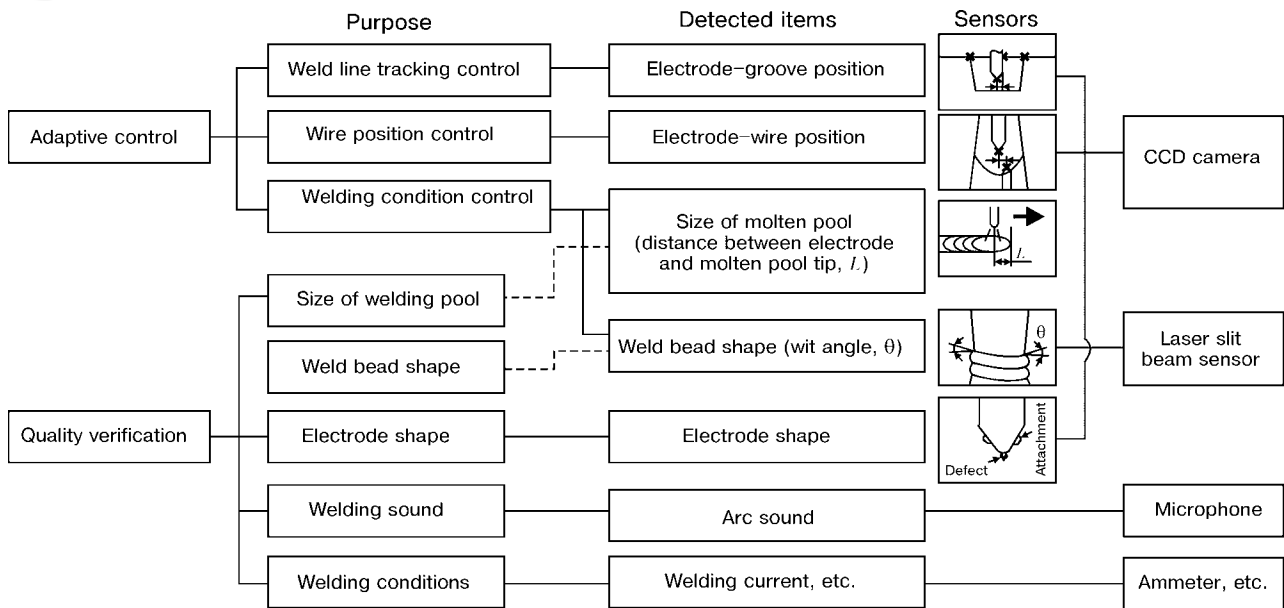 Purpose
Detected items
Sensors
Adaptive control
Weld line tracking control
Electrode–groove position
Wire position control
Electrode–wire position
CCD camera
Welding condition control
Size of molten pool
(distance between electrode
and molten pool tip, L)
L
Size of welding pool
Weld bead shape
Weld bead shape (wit angle, θ)
θ
Laser slit
beam sensor
Quality verification
Electrode shape
Electrode shape
Defect
Attachment
Welding sound
Arc sound
Microphone
Welding conditions
Welding current, etc.
Ammeter, etc.